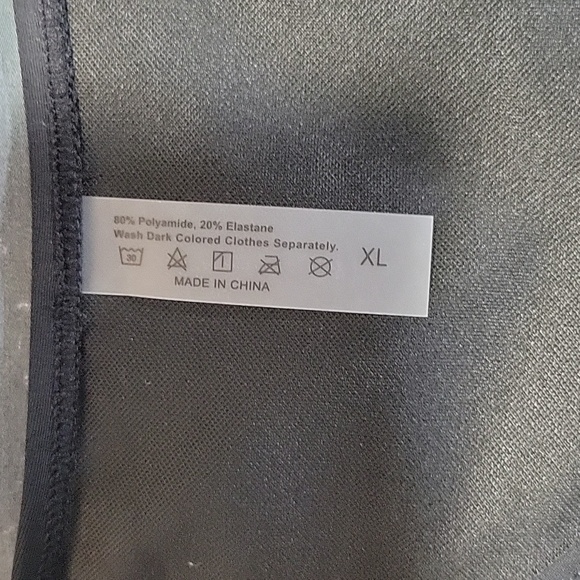 80% Polyamide, 20% Elastane
Wash Dark Colored Clothes Separately.
30 XL
MADE IN CHINA